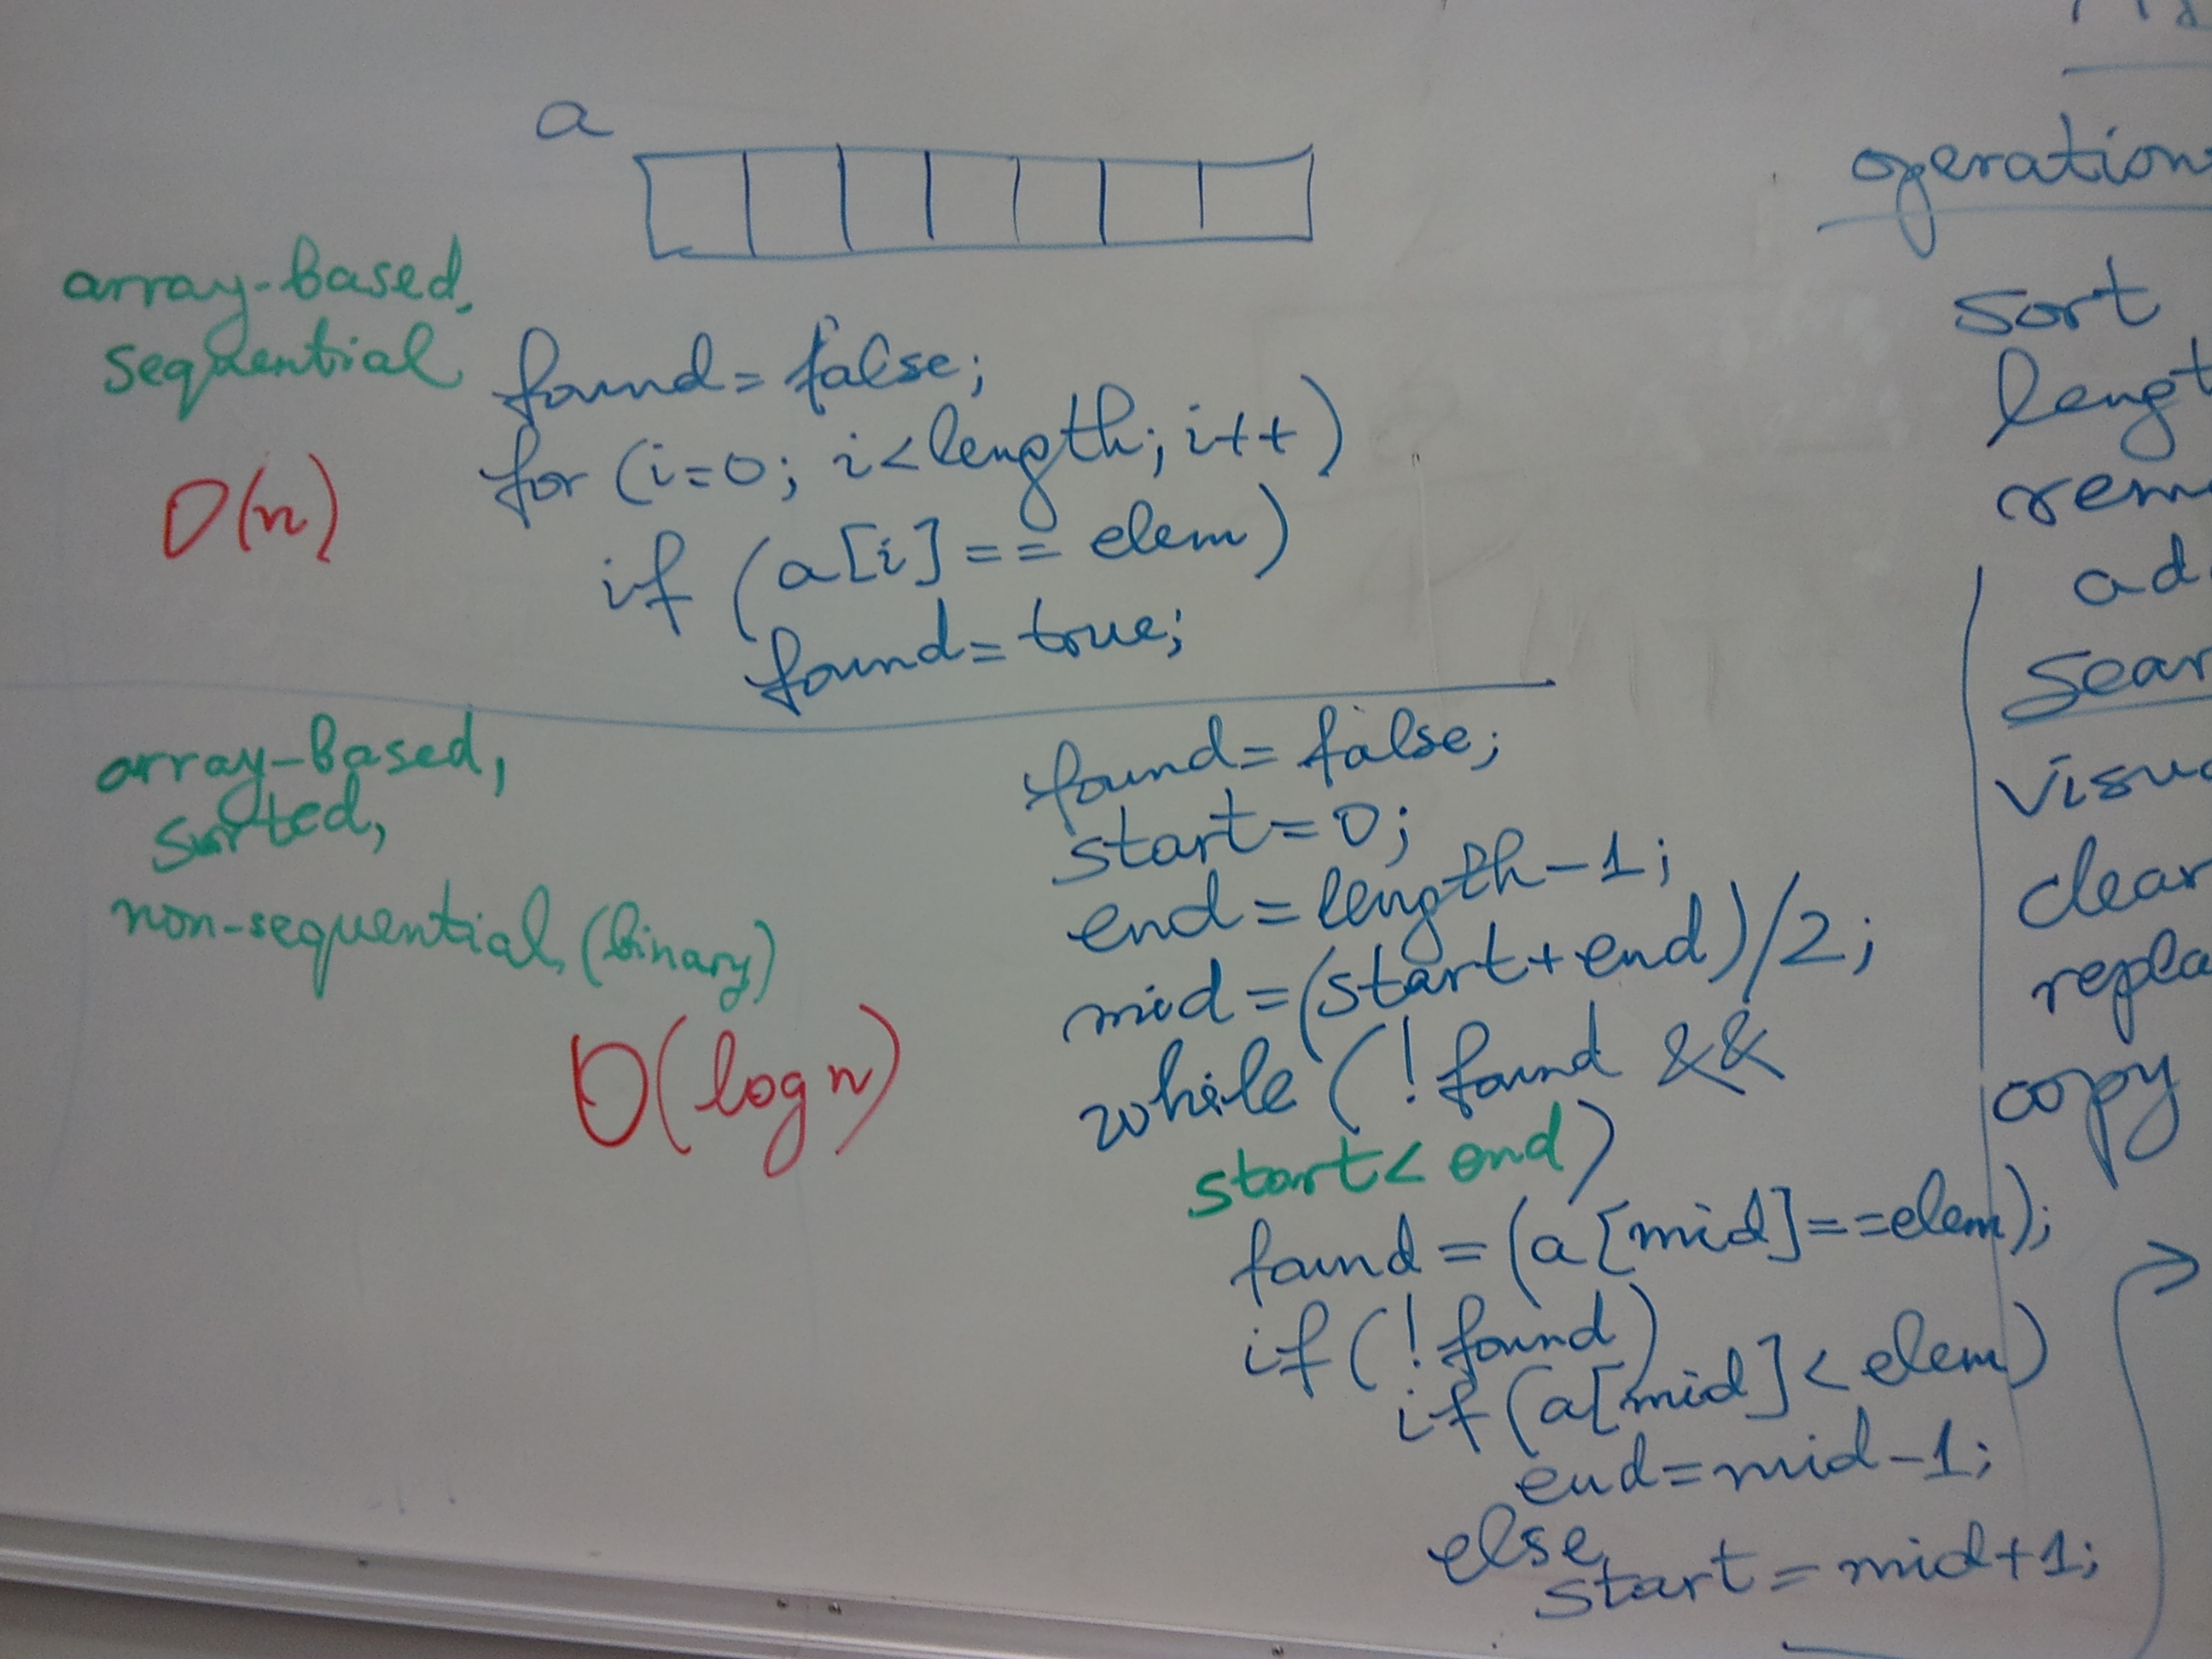 a
array-based,
sequential
O(n)
found = false;
for (i=0; i<length; i++)
if (a[i] == elem)
found = true;
array-based,
sorted,
non-sequential, (binary)
O(log n)
found = false;
start = 0;
end = length - 1;
mid = (start + end)/2;
while (!found &&
start < end)
found = (a[mid] == elem);
if (!found)
if (a[mid] < elem)
end = mid - 1;
else
start = mid + 1;
operations
sort
lengt
rem
ad
sear
visu
clear
repla
copy